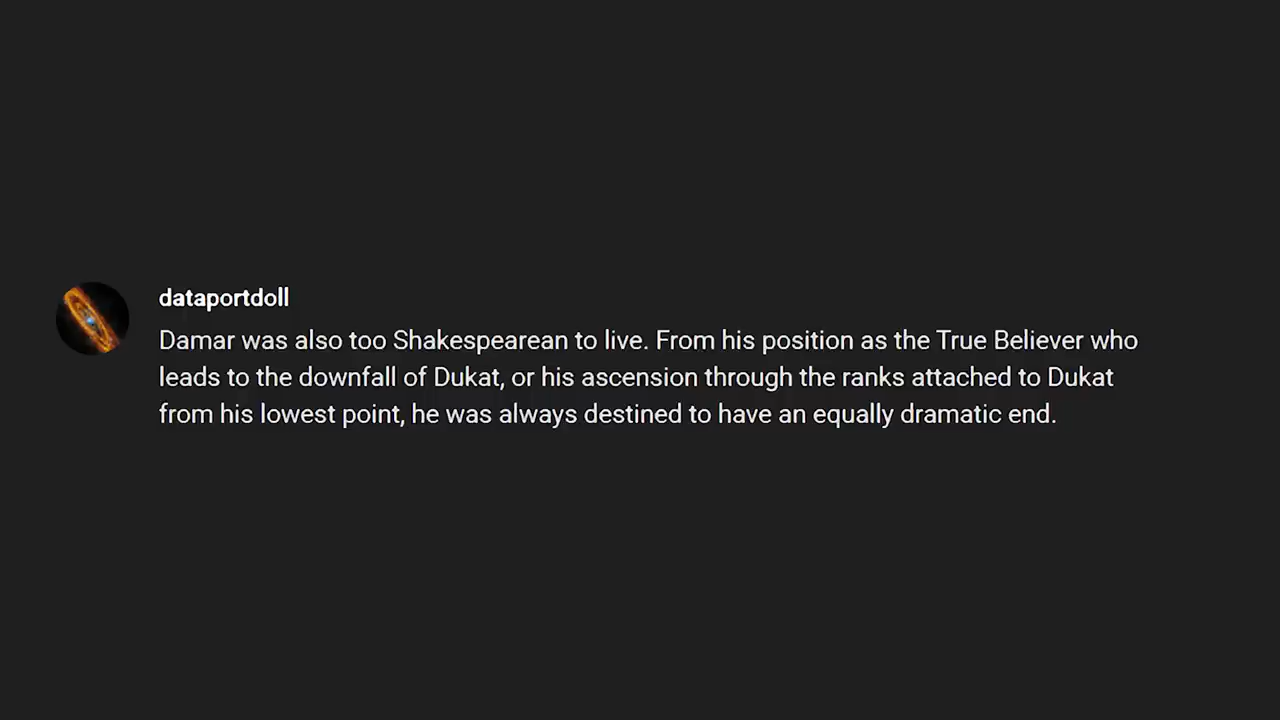 dataportdoll
Damar was also too Shakespearean to live. From his position as the True Believer who
leads to the downfall of Dukat, or his ascension through the ranks attached to Dukat
from his lowest point, he was always destined to have an equally dramatic end.